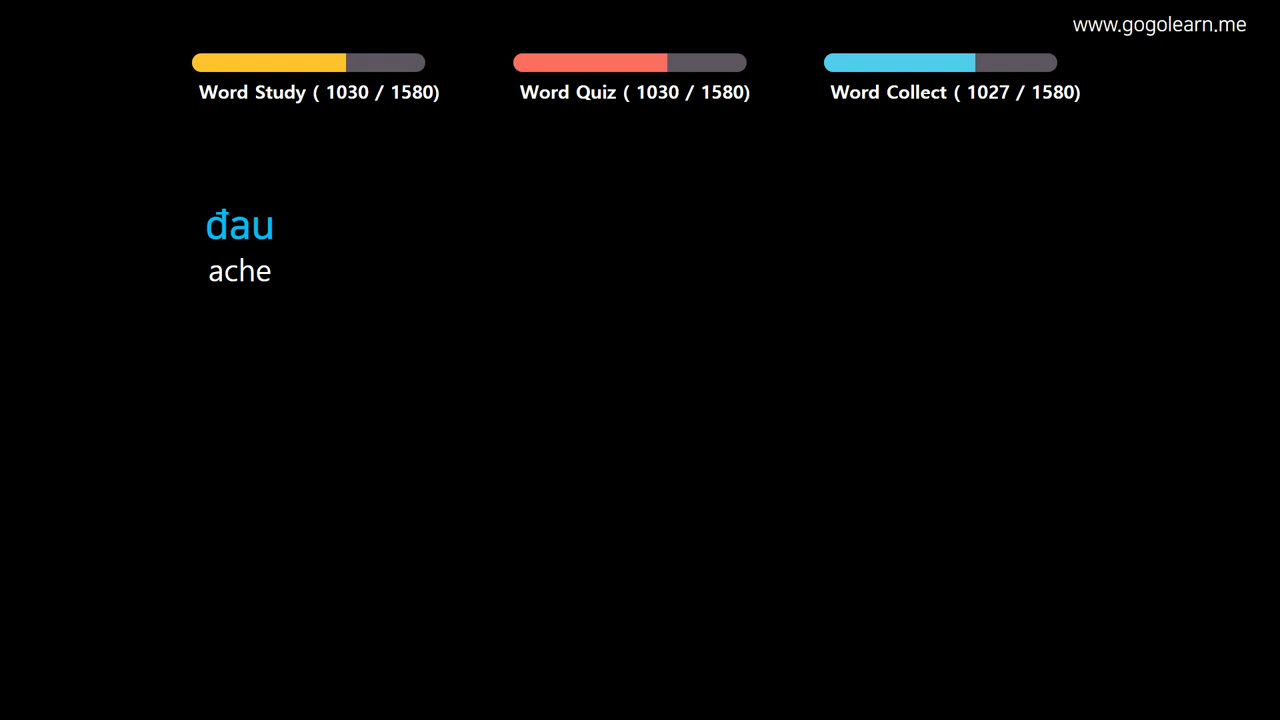 www.gogolearn.me
Word Study ( 1030 / 1580)
Word Quiz ( 1030 / 1580)
Word Collect ( 1027 / 1580)
đau
ache